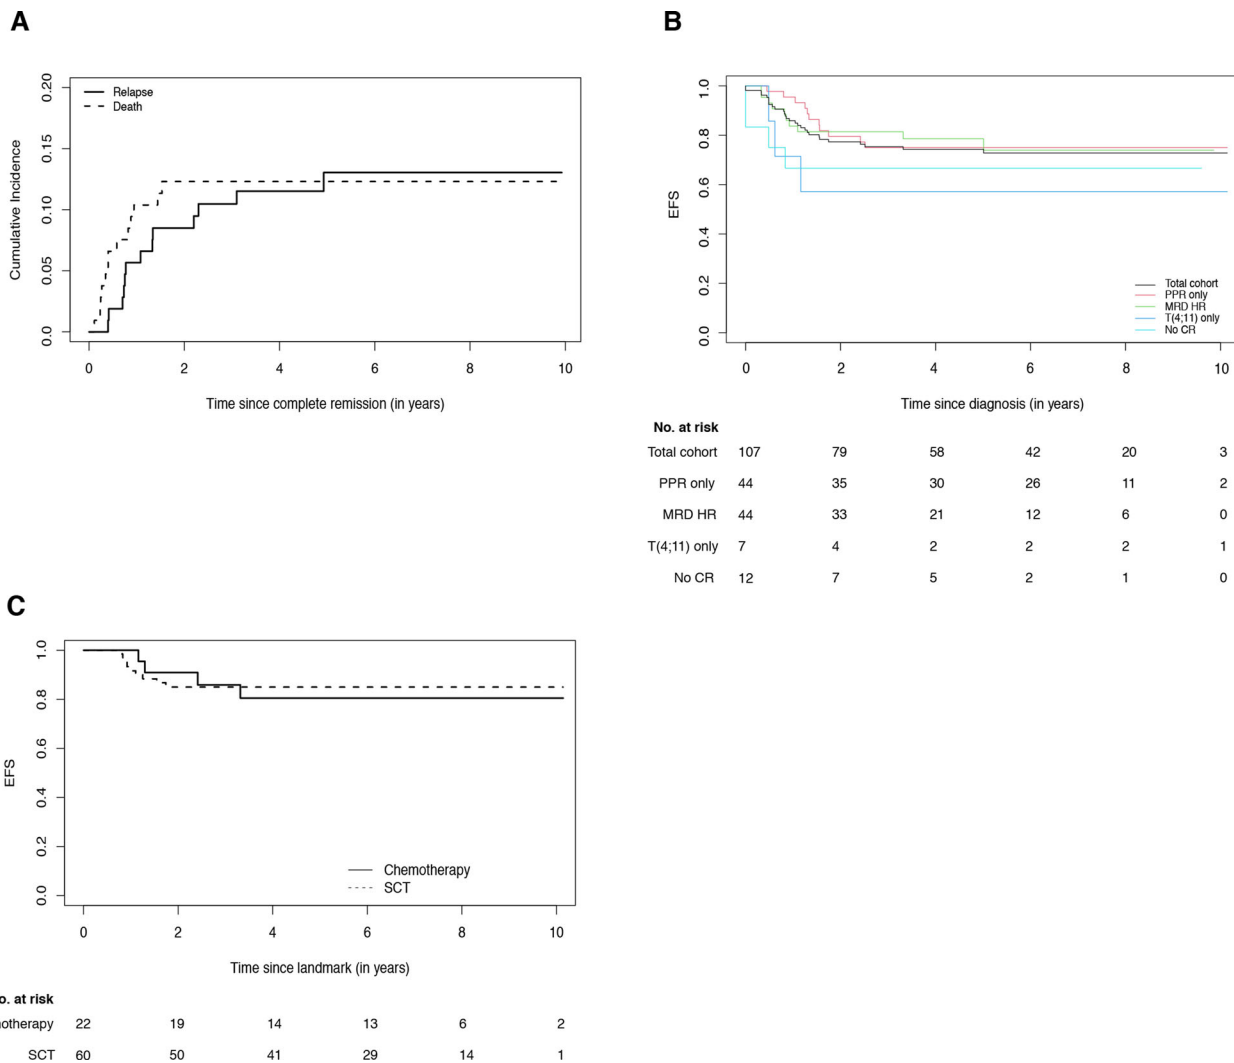 A
Relapse
Death
0.20
0.15
0.10
0.05
0.0
Cumulative Incidence
0 2 4 6 8 10
Time since complete remission (in years)
B
1.0
0.8
0.6
0.4
0.2
0.0
EFS
Total cohort
PPR only
MRD HR
T(4;11) only
No CR
0 2 4 6 8 10
Time since diagnosis (in years)
No. at risk
Total cohort 107 79 58 42 20 3
PPR only 44 35 30 26 11 2
MRD HR 44 33 21 12 6 0
T(4;11) only 7 4 2 2 2 1
No CR 12 7 5 2 1 0
C
1.0
0.8
0.6
0.4
0.2
0.0
EFS
Chemotherapy
SCT
0 2 4 6 8 10
Time since landmark (in years)
o. at risk
otherapy 22 19 14 13 6 2
SCT 60 50 41 29 14 1